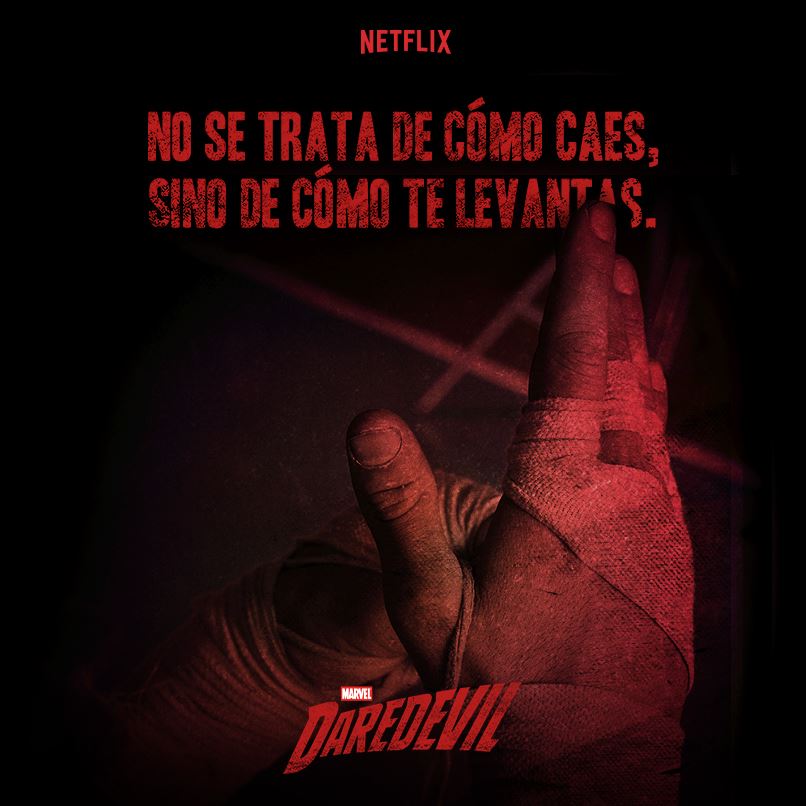 NETFLIX
NO SE TRATA DE CÓMO CAES,
SINO DE CÓMO TE LEVANTAS.
MARVEL
DAREDEVIL